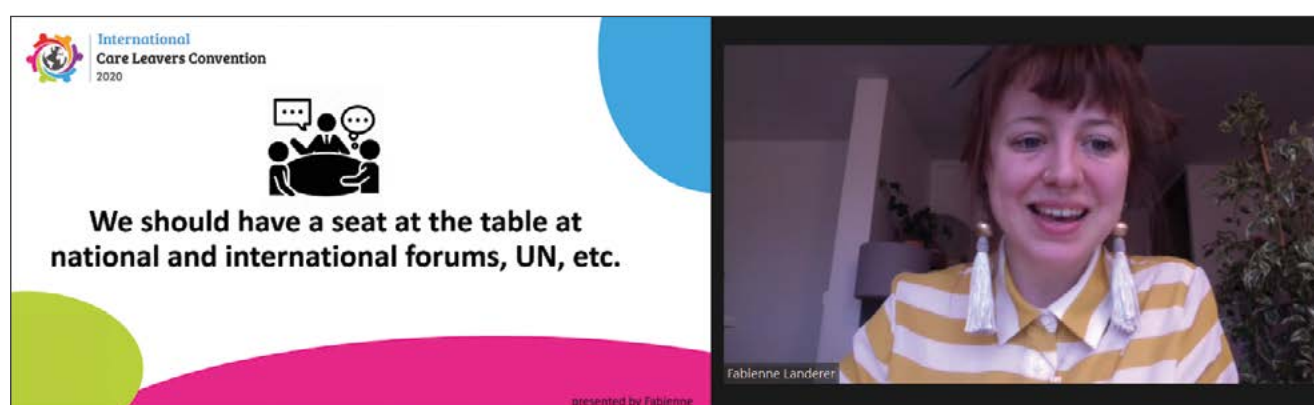 International
Care Leavers Convention
2020
We should have a seat at the table at
national and international forums, UN, etc.
presented by Fabienne
Fabienne Landerer